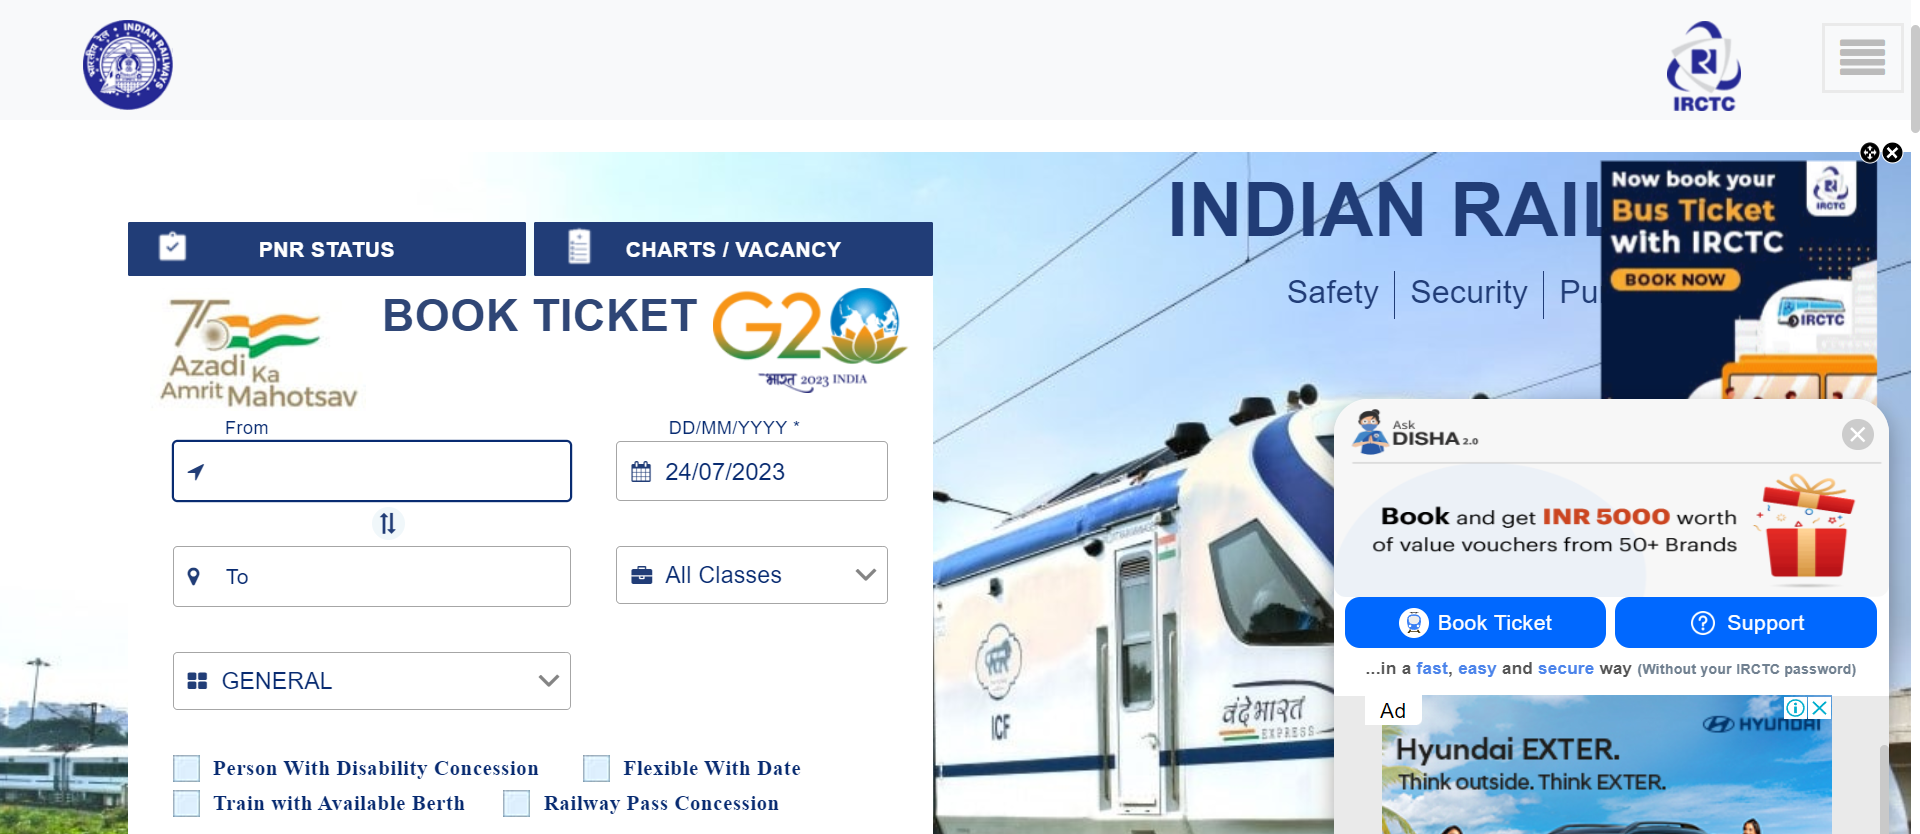 INDIAN RAILWAYS
भारतीय रेल
IRCTC
PNR STATUS
CHARTS / VACANCY
INDIAN RAIL
Safety
Security
Pu
75
Azadi Ka
Amrit Mahotsav
BOOK TICKET
G20
भारत 2023 INDIA
From
DD/MM/YYYY *
24/07/2023
To
All Classes
GENERAL
Person With Disability Concession
Flexible With Date
Train with Available Berth
Railway Pass Concession
ICF
वंदे भारत
EXPRESS
Now book your
Bus Ticket
with IRCTC
BOOK NOW
IRCTC
IRCTC
Ask
DISHA 2.0
Book and get INR 5000 worth
of value vouchers from 50+ Brands
Book Ticket
Support
...in a fast, easy and secure way (Without your IRCTC password)
Ad
HYUNDAI
Hyundai EXTER.
Think outside. Think EXTER.